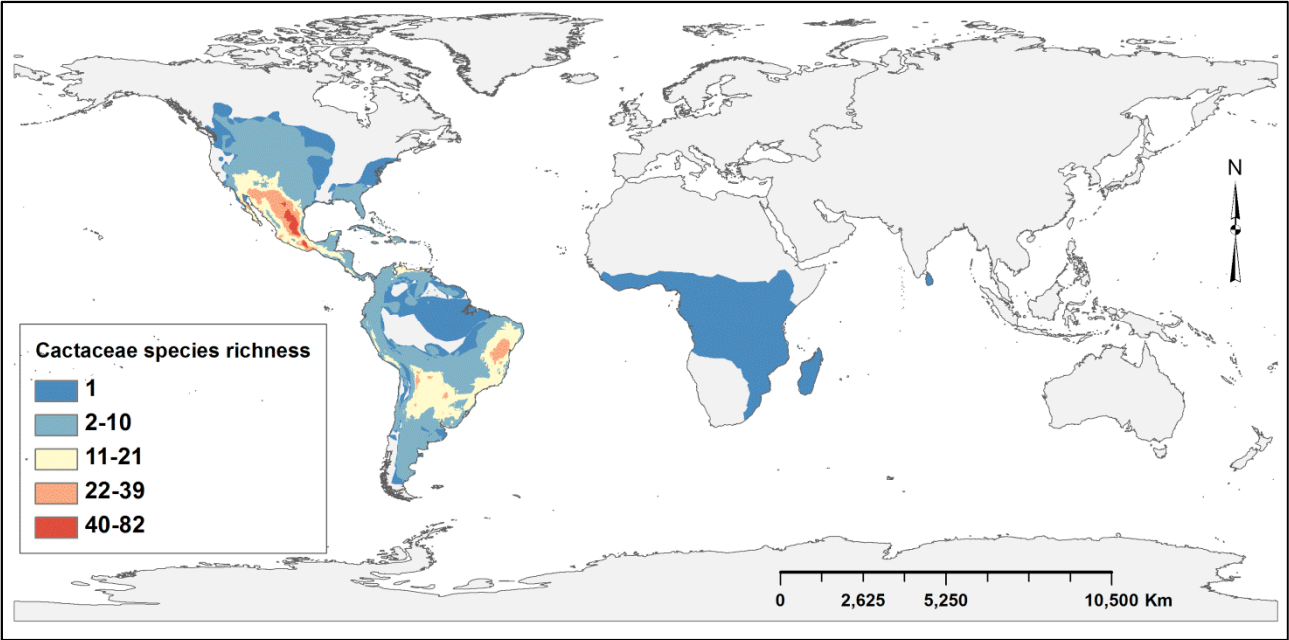 N
Cactaceae species richness
1
2-10
11-21
22-39
40-82
0 2,625 5,250 10,500 Km